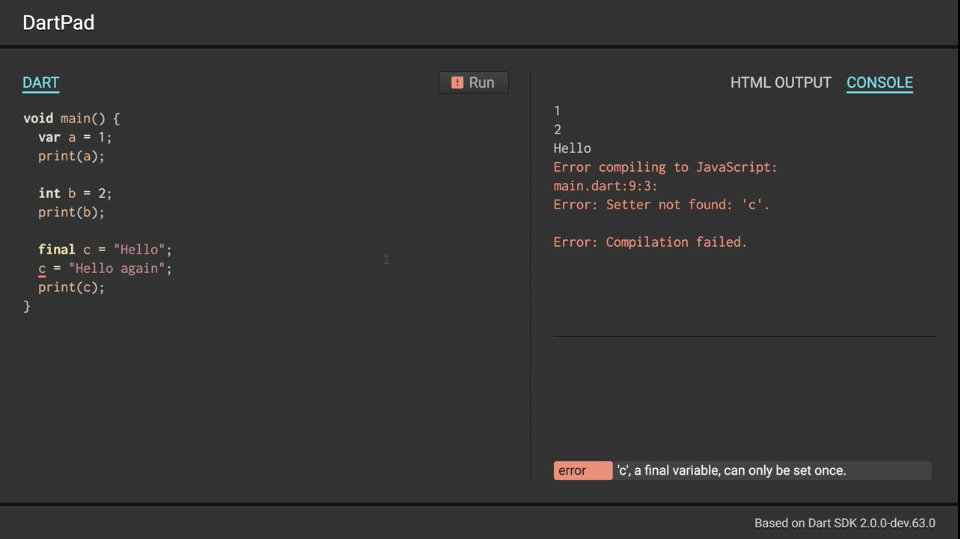 DartPad
DART
! Run
void main() {
var a = 1;
print(a);
int b = 2;
print(b);
final c = "Hello";
c = "Hello again";
print(c);
}
HTML OUTPUT CONSOLE
1
2
Hello
Error compiling to JavaScript:
main.dart:9:3:
Error: Setter not found: 'c'.
Error: Compilation failed.
error 'c', a final variable, can only be set once.
Based on Dart SDK 2.0.0-dev.63.0